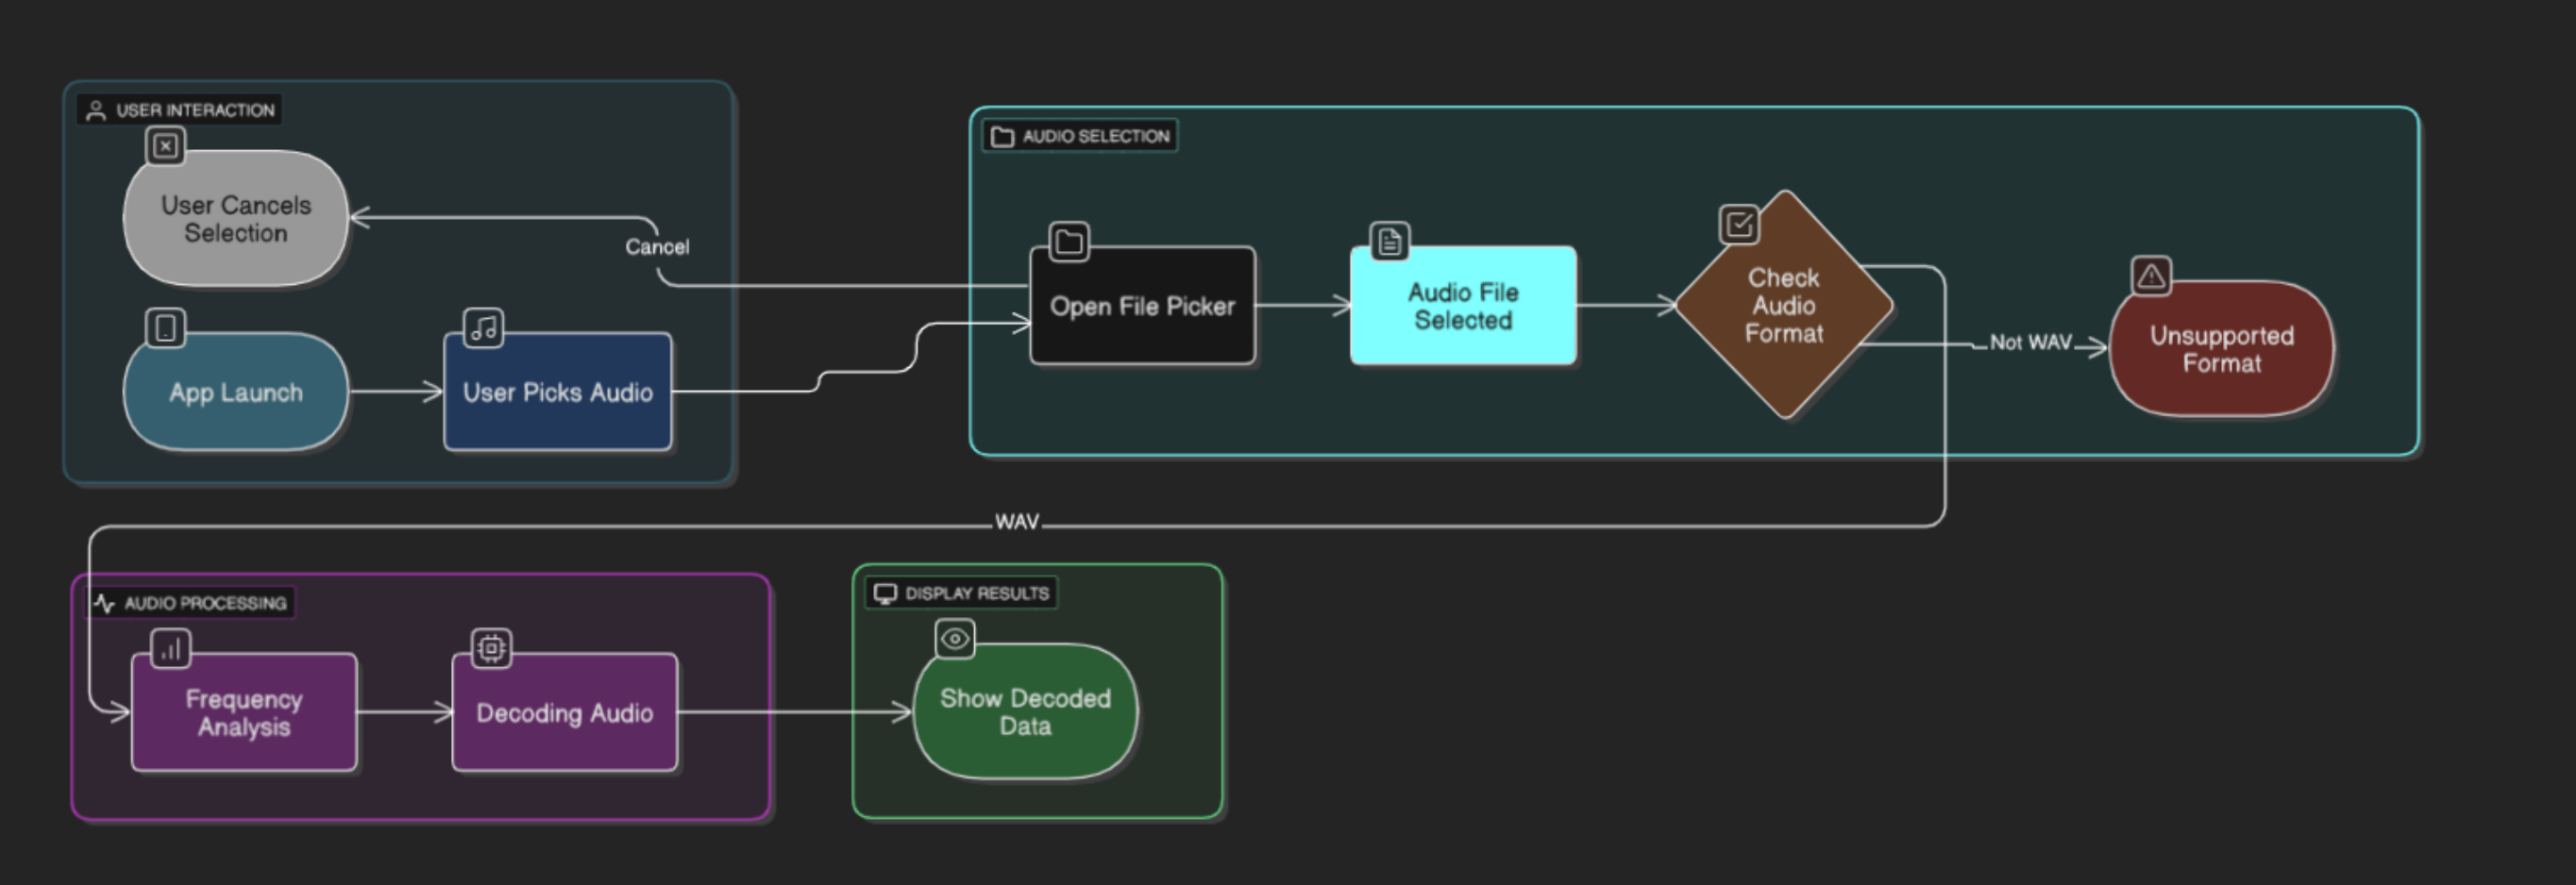 USER INTERACTION
User Cancels
Selection
Cancel
App Launch
User Picks Audio
AUDIO SELECTION
Open File Picker
Audio File
Selected
Check
Audio
Format
Not WAV
Unsupported
Format
WAV
AUDIO PROCESSING
Frequency
Analysis
Decoding Audio
DISPLAY RESULTS
Show Decoded
Data